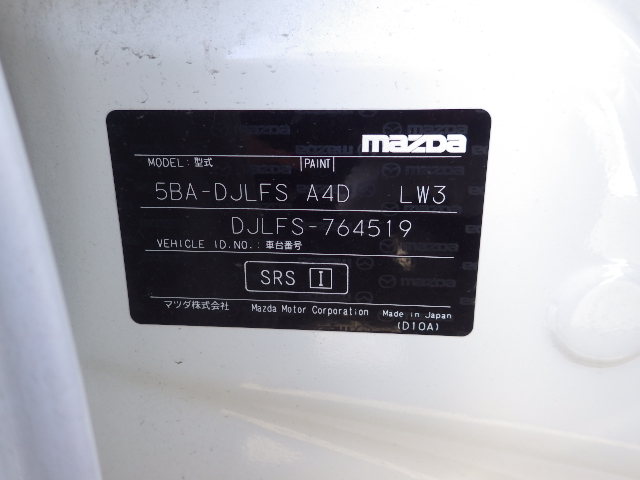 mazda
MODEL:型式 PAINT
5BA-DJLFS A4D LW3
DJLFS-764519
VEHICLE ID.NO.:車台番号
SRS I
マツダ株式会社 Mazda Motor Corporation Made in Japan
(D10A)